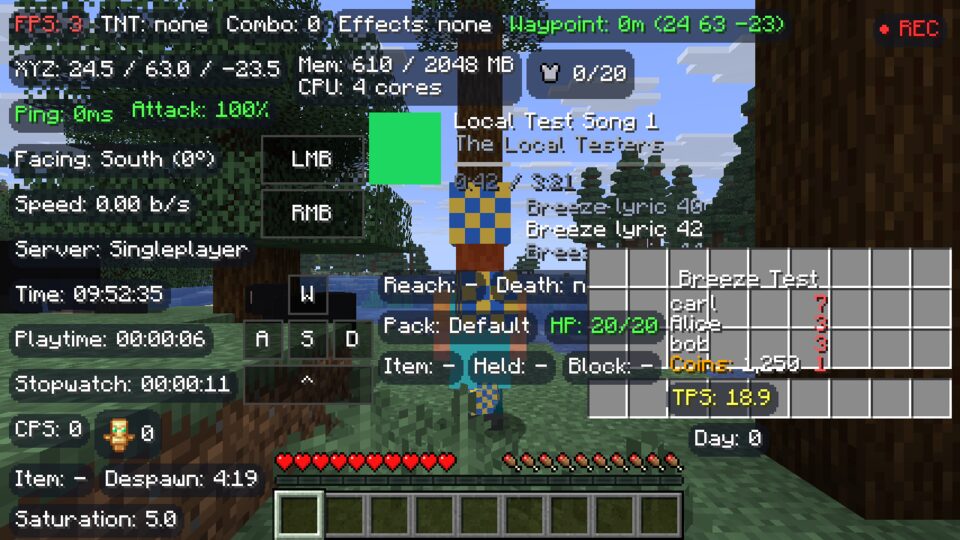 FPS: 3 TNT: none Combo: 0 Effects: none Waypoint: 0m (24 63 -23)
● REC
XYZ: 24.5 / 63.0 / -23.5
Mem: 610 / 2048 MB
CPU: 4 cores
0/20
Ping: 0ms Attack: 100%
Local Test Song 1
The Local Testers
Facing: South (0°)
LMB
0:42 / 3:21
Speed: 0.00 b/s
RMB
Breeze lyric 40
Breeze lyric 42
Server: Singleplayer
Time: 09:52:35
W
Reach: - Death:
Breeze Test
carl 7
Alice 3
bob 3
Coins: 1,250 1
Playtime: 00:00:06
A S D
Pack: Default HP: 20/20
Item: - Held: - Block: -
Stopwatch: 00:00:11
^
TPS: 18.9
CPS: 0
0
Day: 0
Item: - Despawn: 4:19
Saturation: 5.0